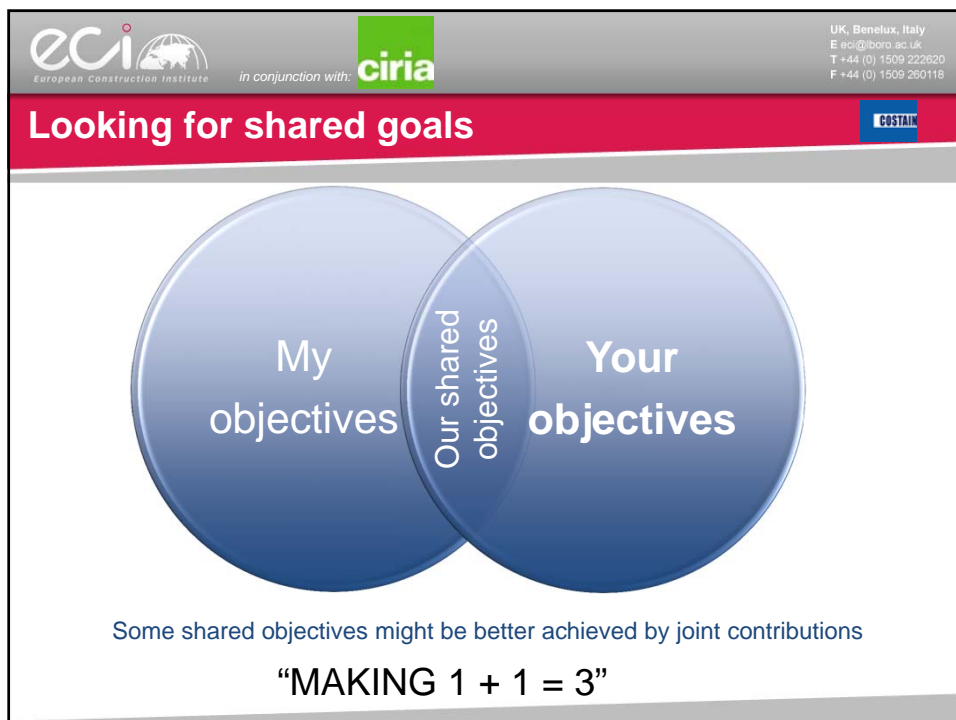 eci
European Construction Institute
in conjunction with:
ciria
UK, Benelux, Italy
E eci@lboro.ac.uk
T +44 (0) 1509 222620
F +44 (0) 1509 260118
Looking for shared goals
COSTAIN
My
objectives
Our shared
objectives
Your
objectives
Some shared objectives might be better achieved by joint contributions
“MAKING 1 + 1 = 3”